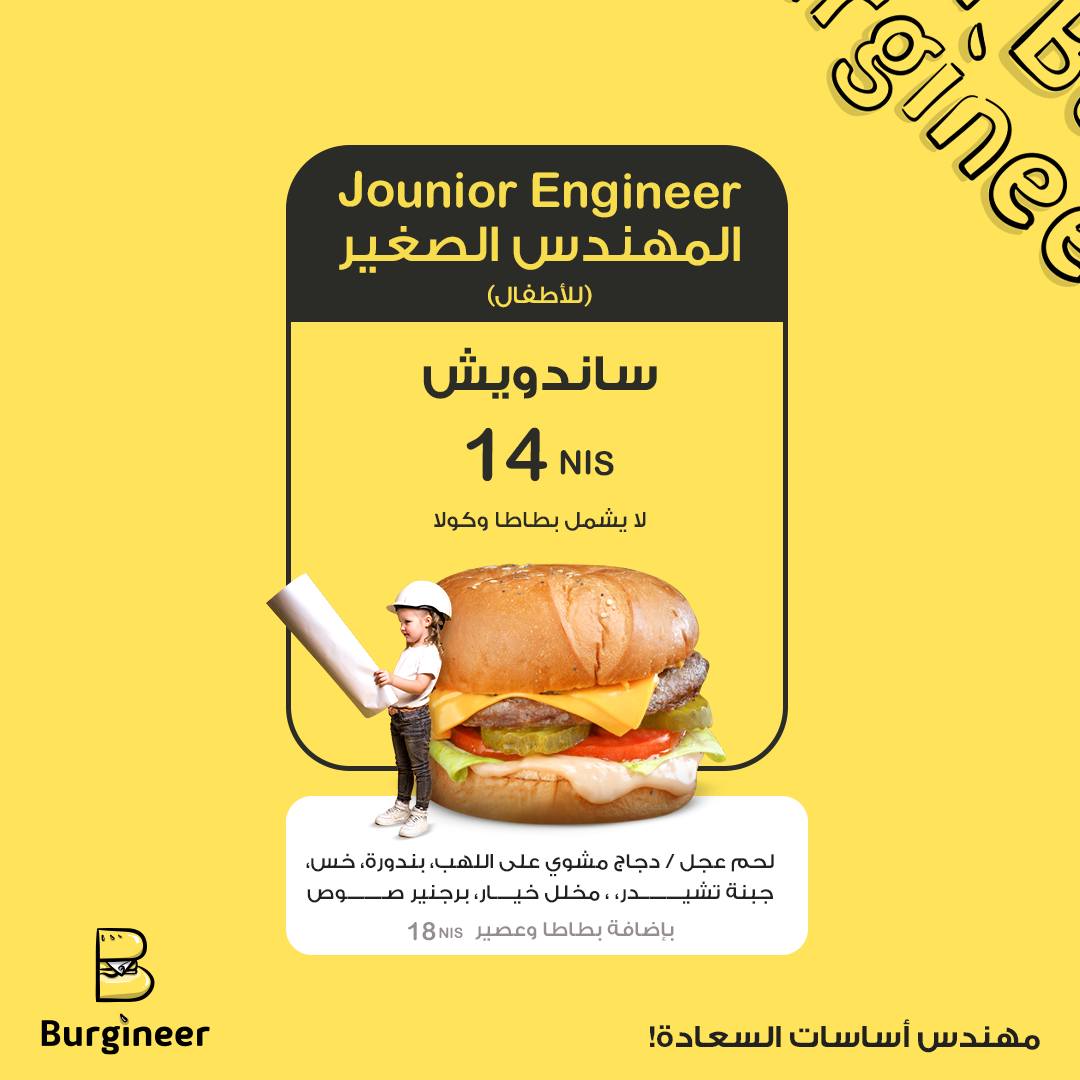 Jounior Engineer
المهندس الصغير
(للأطفال)
ساندويش
14 NIS
لا يشمل بطاطا وكولا
لحم عجل / دجاج مشوي على اللهب، بندورة، خس،
جبنة تشيـــــــدر، ، مخلل خيـــار، برجنير صـــــــوص
بإضافة بطاطا وعصير 18 NIS
Burgineer
مهندس أساسات السعادة!